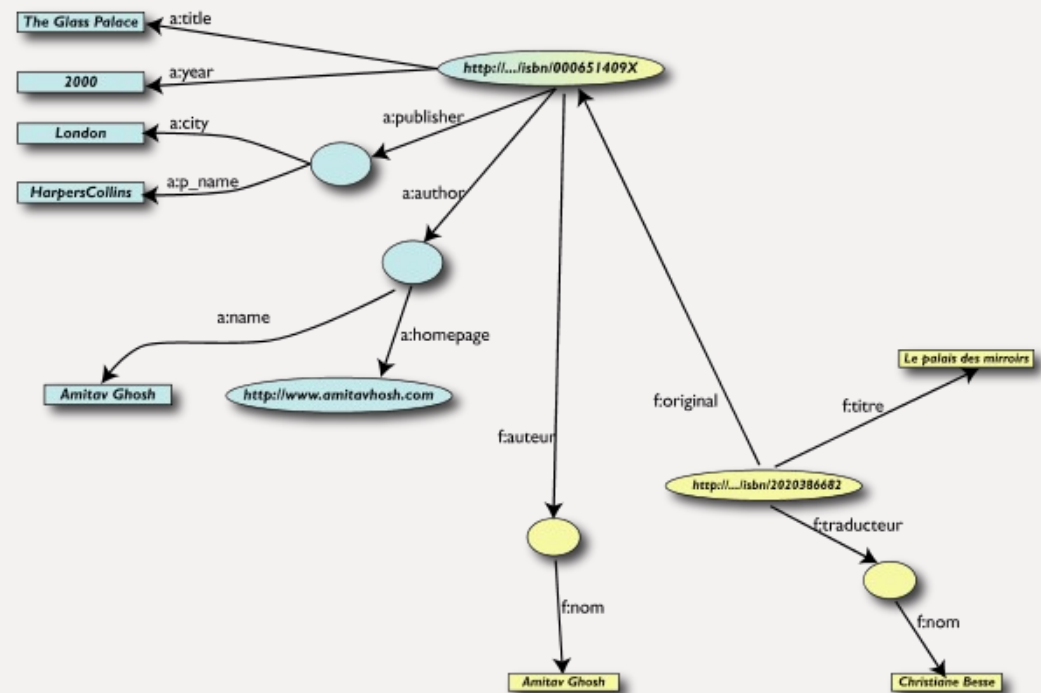 The Glass Palace
a:title
http://.../isbn/000651409X
2000
a:year
London
a:city
a:publisher
HarpersCollins
a:p_name
a:author
a:name
a:homepage
Amitav Ghosh
http://www.amitavhosh.com
Le palais des mirroirs
f:original
f:titre
f:auteur
http://.../isbn/2020386682
f:traducteur
f:nom
f:nom
Amitav Ghosh
Christiane Besse